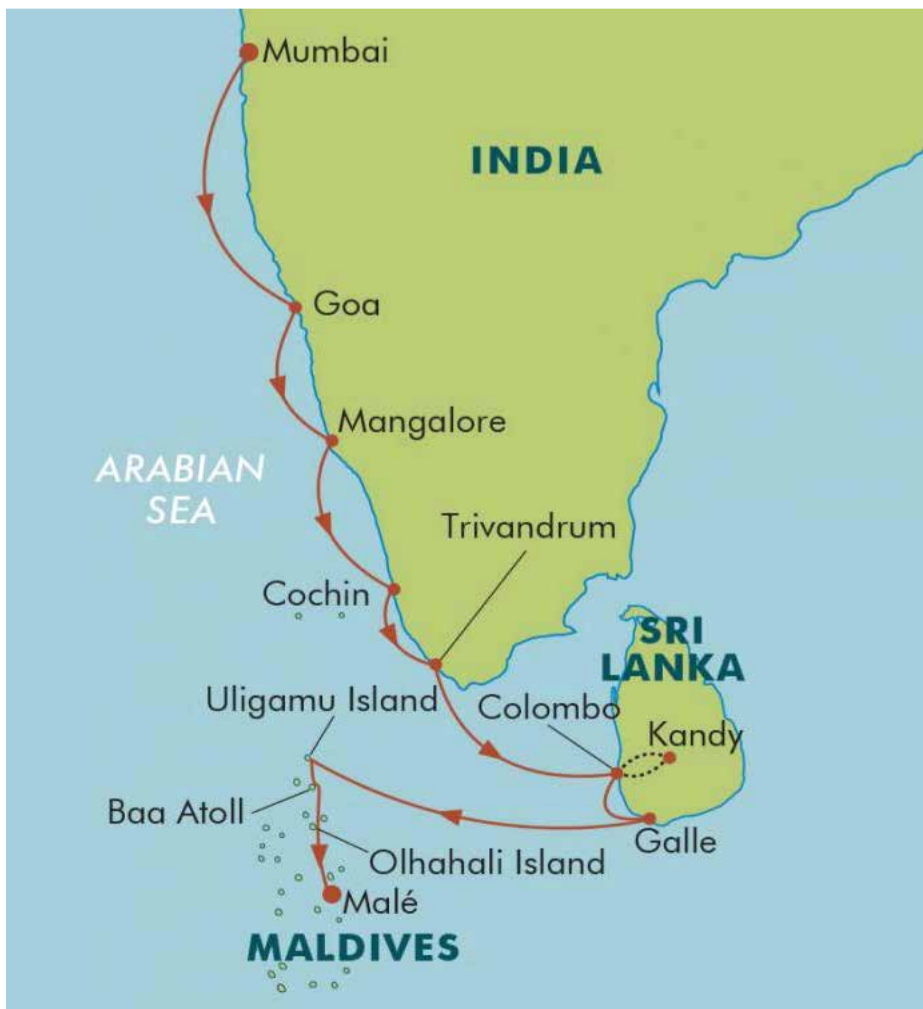 Mumbai
INDIA
Goa
Mangalore
ARABIAN
SEA
Trivandrum
Cochin
SRI
LANKA
Uligamu Island
Colombo
Kandy
Baa Atoll
Galle
Olhahali Island
Malé
MALDIVES